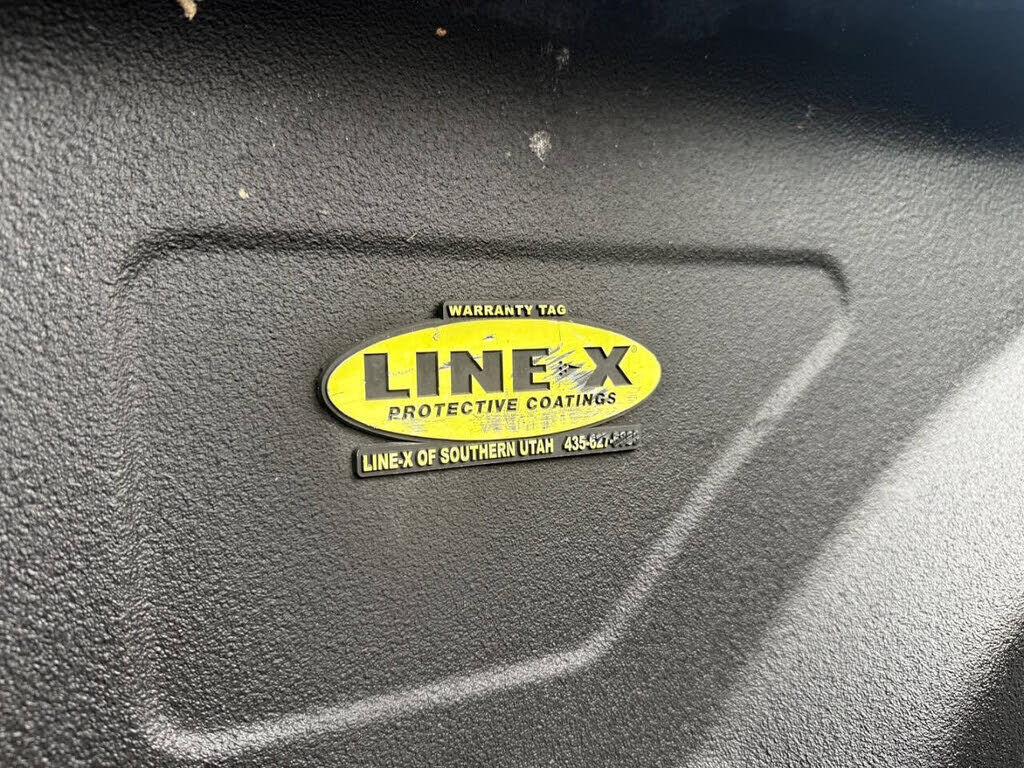 WARRANTY TAG
LINE-X®
PROTECTIVE COATINGS
LINE-X OF SOUTHERN UTAH